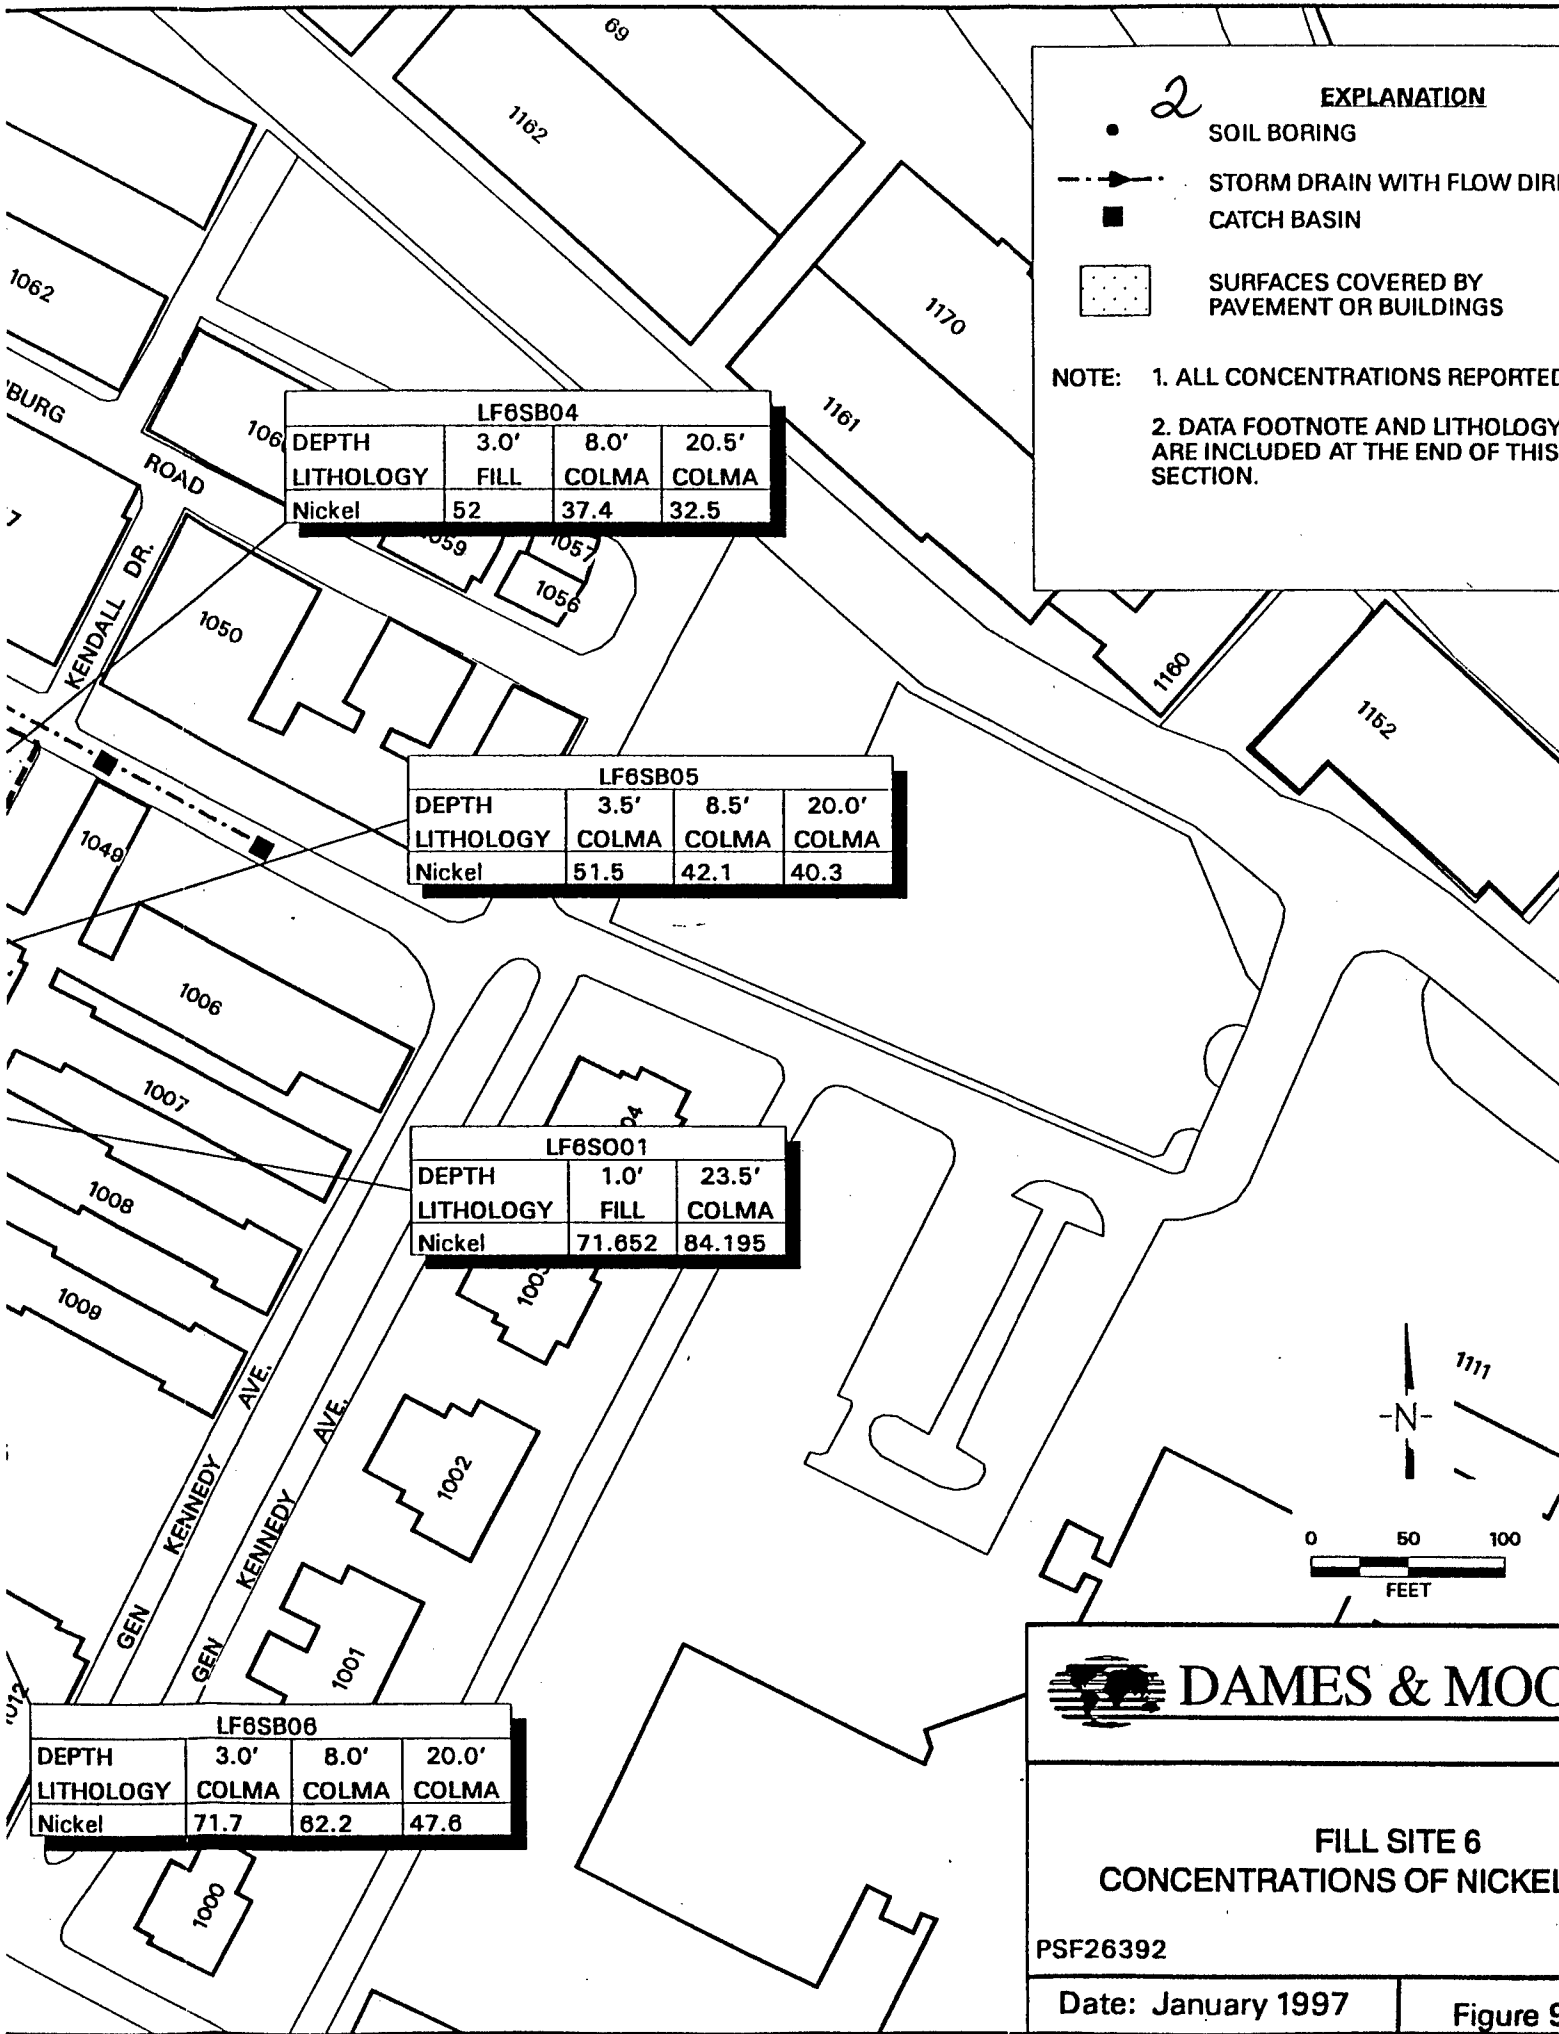 69
1162
2
EXPLANATION
SOIL BORING
STORM DRAIN WITH FLOW
CATCH BASIN
SURFACES COVERED BY
PAVEMENT OR BUILDINGS
NOTE: 1. ALL CONCENTRATIONS REPORTED
2. DATA FOOTNOTE AND LITHOLOGY
ARE INCLUDED AT THE END OF THIS
SECTION.
1062
1170
1161
ROAD
LF6SB04
DEPTH 3.0' 8.0' 20.5'
LITHOLOGY FILL COLMA COLMA
Nickel 52 37.4 32.5
1057
1056
KENDALL DR.
1050
1160
1152
LF6SB05
DEPTH 3.5' 8.5' 20.0'
LITHOLOGY COLMA COLMA COLMA
Nickel 51.5 42.1 40.3
1049
1006
1007
1008
1009
LF6SO01
DEPTH 1.0' 23.5'
LITHOLOGY FILL COLMA
Nickel 71.652 84.195
1002
GEN KENNEDY AVE.
GEN KENNEDY AVE.
1001
1012
1111
-N-
0 50 100
FEET
LF6SB06
DEPTH 3.0' 8.0' 20.0'
LITHOLOGY COLMA COLMA COLMA
Nickel 71.7 62.2 47.6
1000
DAMES &
FILL SITE 6
CONCENTRATIONS OF NICKEL
PSF26392
Date: January 1997
Figure 9